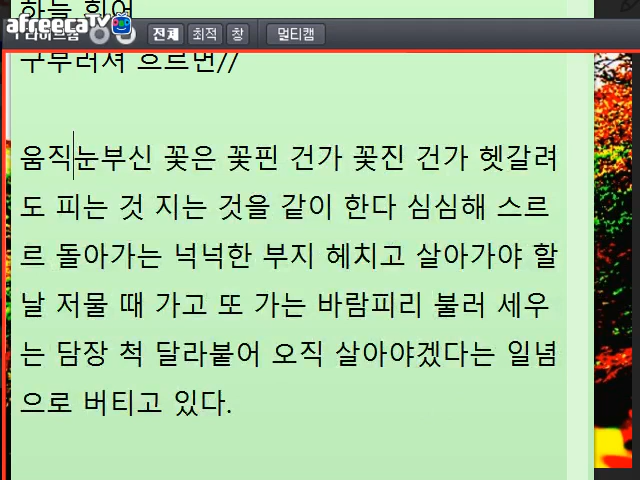 하늘 휘어
afreecaTV
전체 최적 창 멀티캠
구부러져 흐르면//
움직눈부신 꽃은 꽃핀 건가 꽃진 건가 헷갈려
도 피는 것 지는 것을 같이 한다 심심해 스르
르 돌아가는 넉넉한 부지 헤치고 살아가야 할
날 저물 때 가고 또 가는 바람피리 불러 세우
는 담장 척 달라붙어 오직 살아야겠다는 일념
으로 버티고 있다.